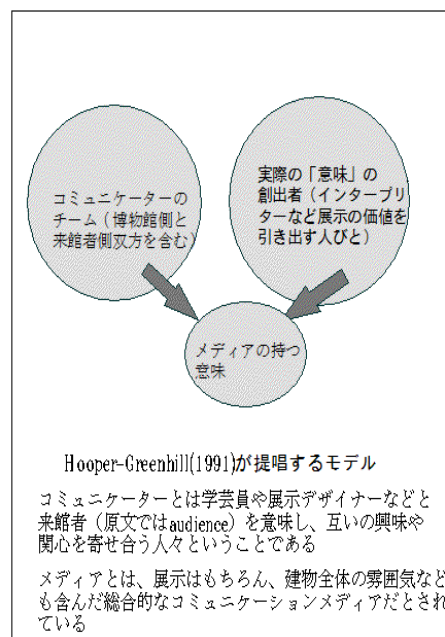 コミュニケーターの
チーム（博物館側と
来館者側双方を含む）
実際の「意味」の
創出者（インタープリ
ターなど展示の価値を
引き出す人びと）
メディアの持つ
意味
Hooper-Greenhill(1991)が提唱するモデル
コミュニケーターとは学芸員や展示デザイナーなどと
来館者（原文ではaudience）を意味し、互いの興味や
関心を寄せ合う人々ということである
メディアとは、展示はもちろん、建物全体の雰囲気など
も含んだ総合的なコミュニケーションメディアだとされ
ている